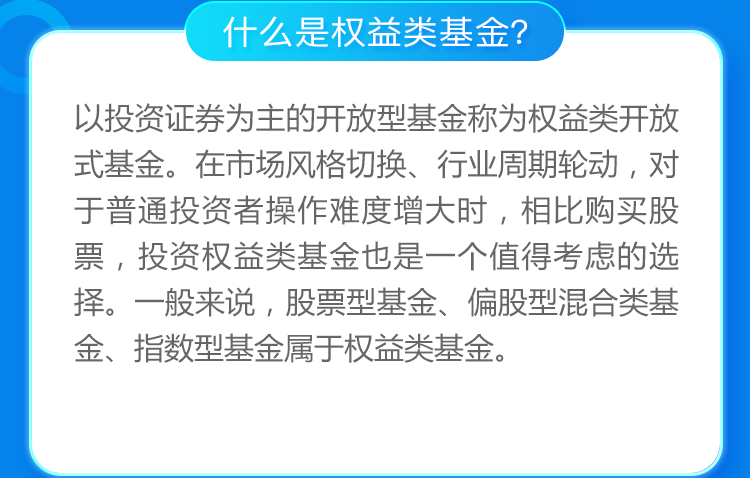 什么是权益类基金?
以投资证券为主的开放型基金称为权益类开放
式基金。在市场风格切换、行业周期轮动，对
于普通投资者操作难度增大时，相比购买股
票，投资权益类基金也是一个值得考虑的选
择。一般来说，股票型基金、偏股型混合类基
金、指数型基金属于权益类基金。